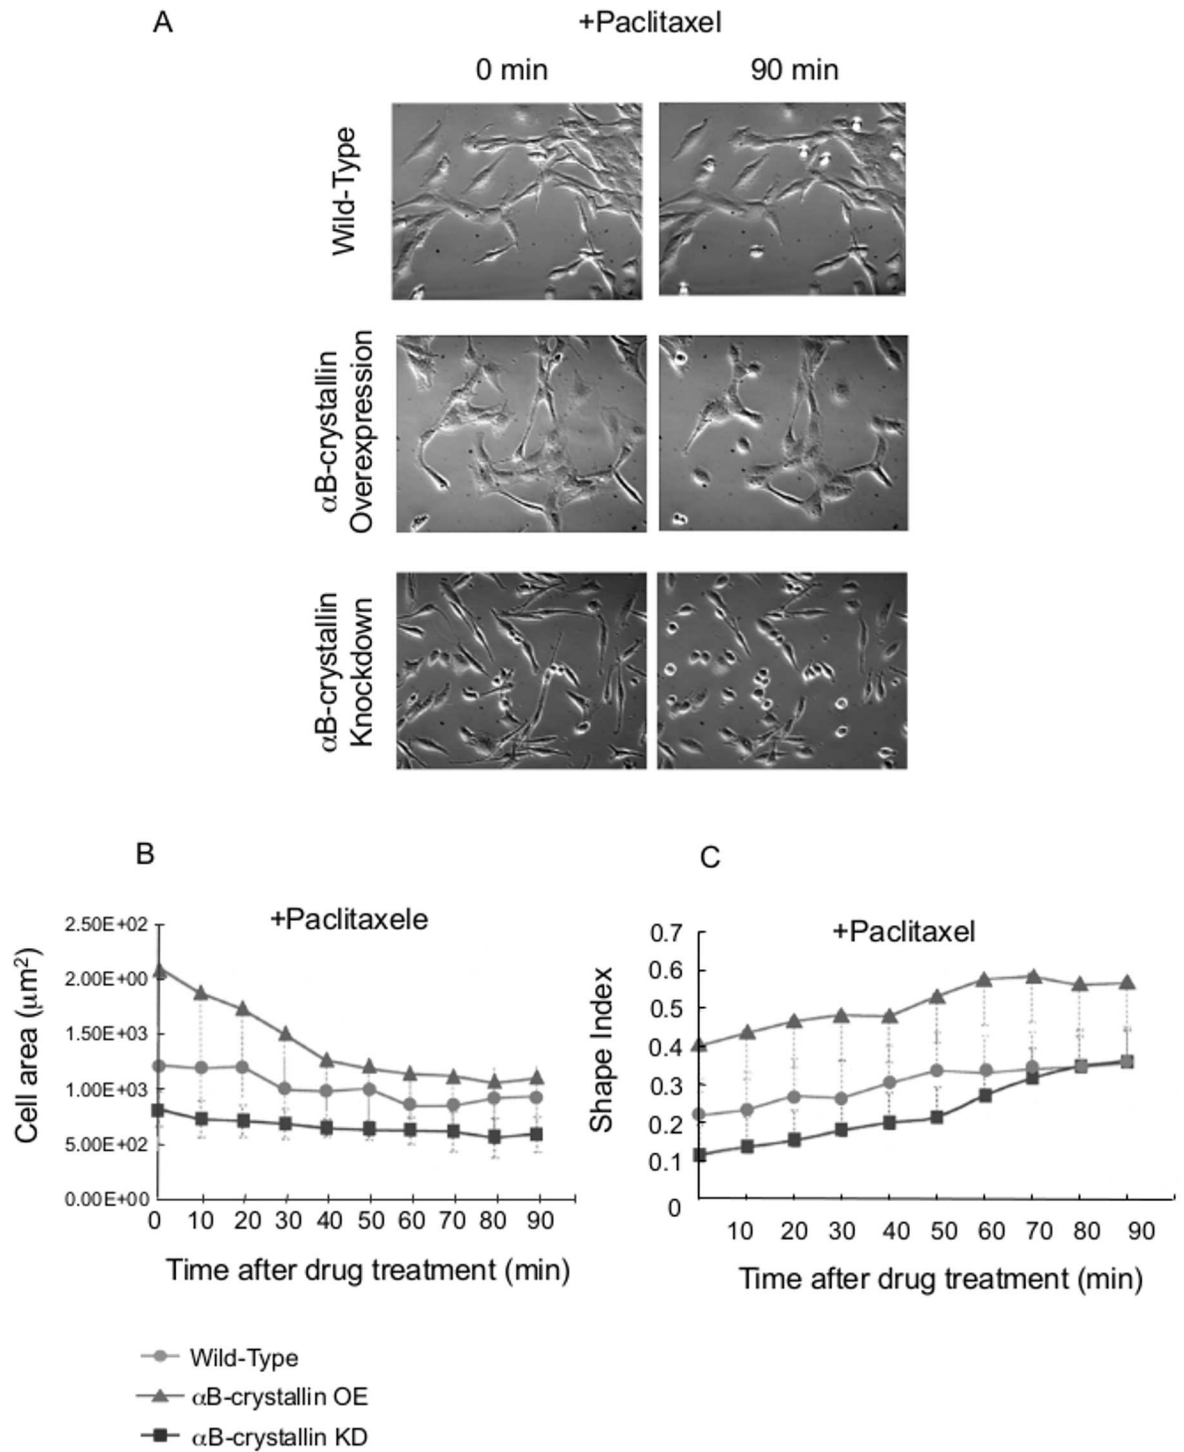 A
+Paclitaxel
0 min
90 min
Wild-Type
αB-crystallin
Overexpression
αB-crystallin
Knockdown
B
+Paclitaxele
Cell area (μm²)
2.50E+02
2.00E+00
1.50E+03
1.00E+03
5.00E+02
0.00E+00
0 10 20 30 40 50 60 70 80 90
Time after drug treatment (min)
C
+Paclitaxel
Shape Index
0.7
0.6
0.5
0.4
0.3
0.2
0.1
0
10 20 30 40 50 60 70 80 90
Time after drug treatment (min)
Wild-Type
αB-crystallin OE
αB-crystallin KD